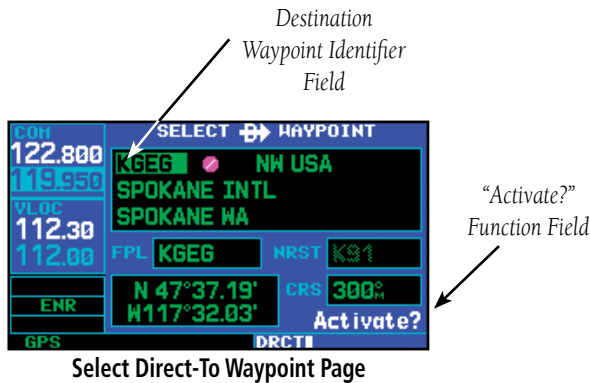 Destination
Waypoint Identifier
Field
COM
122.800
119.950
VLOC
112.30
112.00
ENR
GPS
SELECT D WAYPOINT
KGEG NW USA
SPOKANE INTL
SPOKANE WA
FPL KGEG NRST K91
N 47°37.19' CRS 300°M
W117°32.03'
Activate?
DRCT
"Activate?"
Function Field
Select Direct-To Waypoint Page